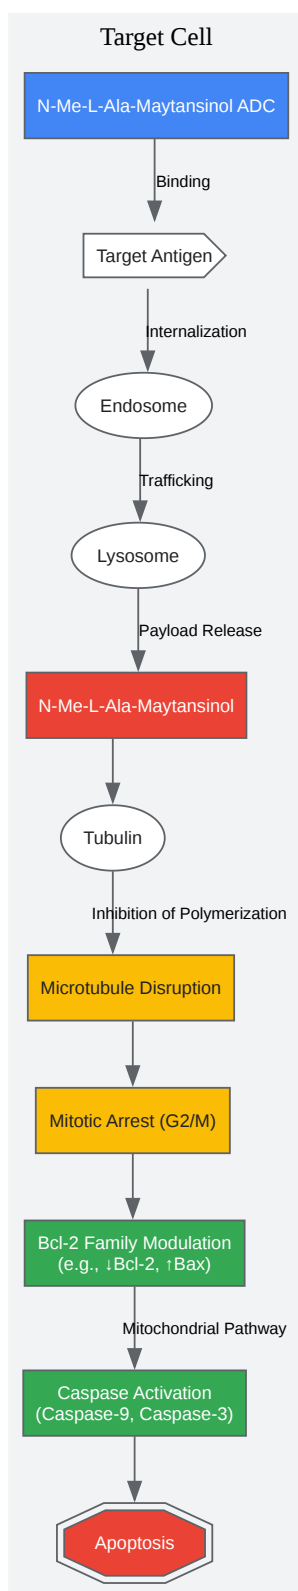 Target Cell
N-Me-L-Ala-Maytansinol ADC
Binding
Target Antigen
Internalization
Endosome
Trafficking
Lysosome
Payload Release
N-Me-L-Ala-Maytansinol
Tubulin
Inhibition of Polymerization
Microtubule Disruption
Mitotic Arrest (G2/M)
Bcl-2 Family Modulation
(e.g., ↓Bcl-2, ↑Bax)
Mitochondrial Pathway
Caspase Activation
(Caspase-9, Caspase-3)
Apoptosis